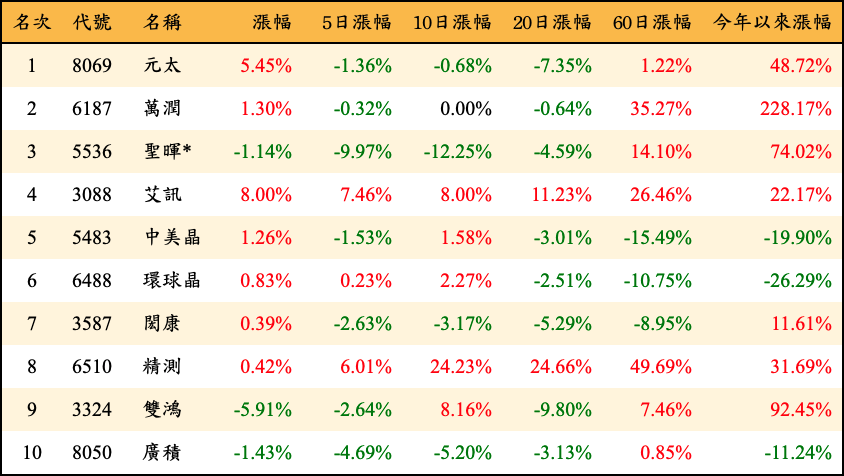 名次 代號 名稱 漲幅 5日漲幅 10日漲幅 20日漲幅 60日漲幅 今年以來漲幅
1 8069 元太 5.45% -1.36% -0.68% -7.35% 1.22% 48.72%
2 6187 萬潤 1.30% -0.32% 0.00% -0.64% 35.27% 228.17%
3 5536 聖暉* -1.14% -9.97% -12.25% -4.59% 14.10% 74.02%
4 3088 艾訊 8.00% 7.46% 8.00% 11.23% 26.46% 22.17%
5 5483 中美晶 1.26% -1.53% 1.58% -3.01% -15.49% -19.90%
6 6488 環球晶 0.83% 0.23% 2.27% -2.51% -10.75% -26.29%
7 3587 閎康 0.39% -2.63% -3.17% -5.29% -8.95% 11.61%
8 6510 精測 0.42% 6.01% 24.23% 24.66% 49.69% 31.69%
9 3324 雙鴻 -5.91% -2.64% 8.16% -9.80% 7.46% 92.45%
10 8050 廣積 -1.43% -4.69% -5.20% -3.13% 0.85% -11.24%